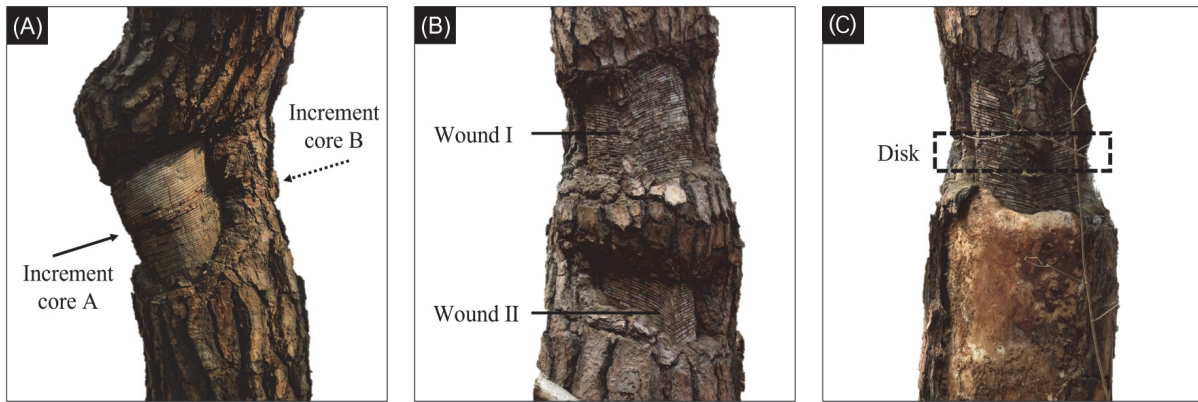 (A)
Increment
core B
Increment
core A
(B)
Wound I
Wound II
(C)
Disk